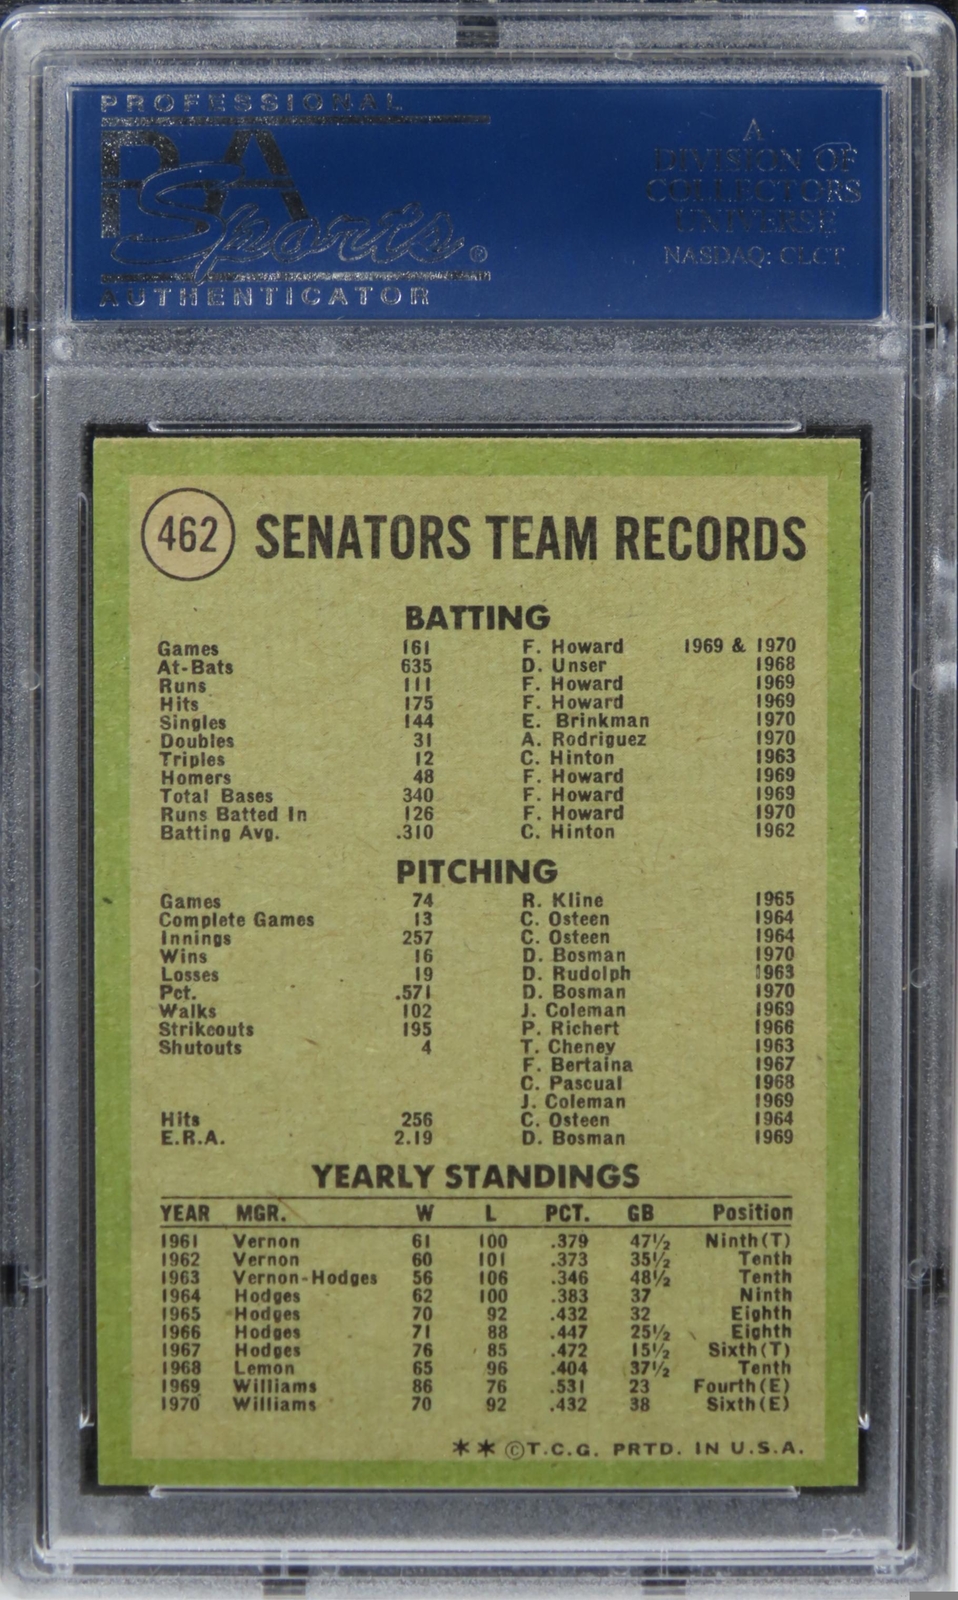 PROFESSIONAL
PSA
Sports®
AUTHENTICATOR
A
DIVISION OF
COLLECTORS
UNIVERSE
NASDAQ: CLCT
462 SENATORS TEAM RECORDS
BATTING
Games 161 F. Howard 1969 & 1970
At-Bats 635 D. Unser 1968
Runs 111 F. Howard 1969
Hits 175 F. Howard 1969
Singles 144 E. Brinkman 1970
Doubles 31 A. Rodriguez 1970
Triples 12 C. Hinton 1963
Homers 48 F. Howard 1969
Total Bases 340 F. Howard 1969
Runs Batted In 126 F. Howard 1970
Batting Avg. .310 C. Hinton 1962
PITCHING
Games 74 R. Kline 1965
Complete Games 13 C. Osteen 1964
Innings 257 C. Osteen 1964
Wins 16 D. Bosman 1970
Losses 19 D. Rudolph 1963
Pct. .571 D. Bosman 1970
Walks 102 J. Coleman 1969
Strikeouts 195 P. Richert 1966
Shutouts 4 T. Cheney 1963
F. Bertaina 1967
C. Pascual 1968
J. Coleman 1969
Hits 256 C. Osteen 1964
E.R.A. 2.19 D. Bosman 1969
YEARLY STANDINGS
YEAR MGR. W L PCT. GB Position
1961 Vernon 61 100 .379 47½ Ninth(T)
1962 Vernon 60 101 .373 35½ Tenth
1963 Vernon-Hodges 56 106 .346 48½ Tenth
1964 Hodges 62 100 .383 37 Ninth
1965 Hodges 70 92 .432 32 Eighth
1966 Hodges 71 88 .447 25½ Eighth
1967 Hodges 76 85 .472 15½ Sixth(T)
1968 Lemon 65 96 .404 37½ Tenth
1969 Williams 86 76 .531 23 Fourth(E)
1970 Williams 70 92 .432 38 Sixth(E)
** ©T.C.G. PRTD. IN U.S.A.